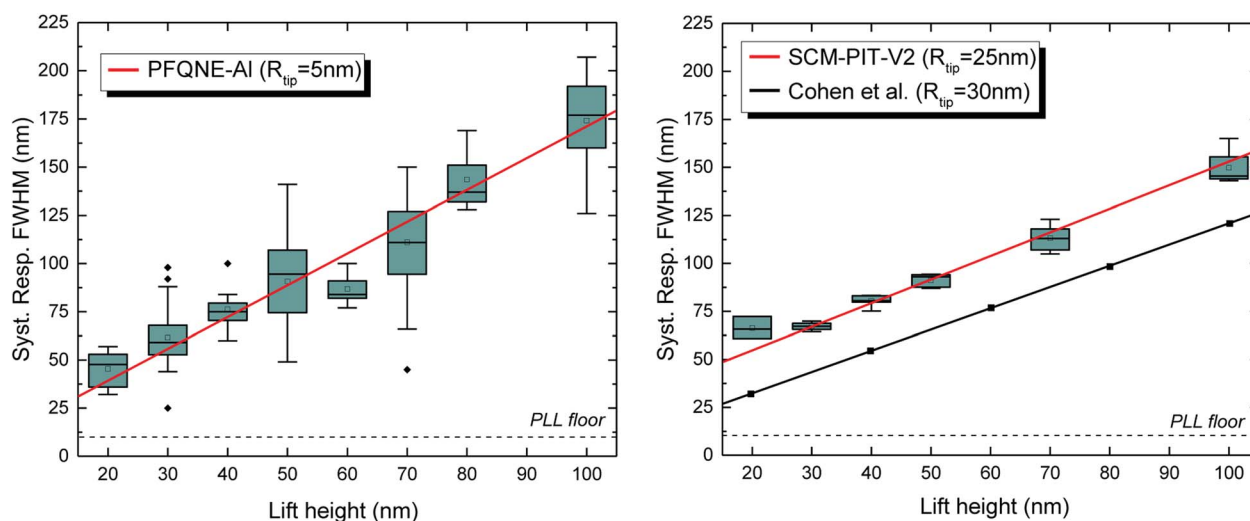 225
200
175
150
125
100
75
50
25
0
Syst. Resp. FWHM (nm)
PFQNE-Al (Rtip=5nm)
PLL floor
20 30 40 50 60 70 80 100
Lift height (nm)
225
200
175
150
125
100
75
50
25
0
Syst. Resp. FWHM (nm)
SCM-PIT-V2 (Rtip=25nm)
Cohen et al. (Rtip=30nm)
PLL floor
20 30 40 50 60 70 80 100
Lift height (nm)